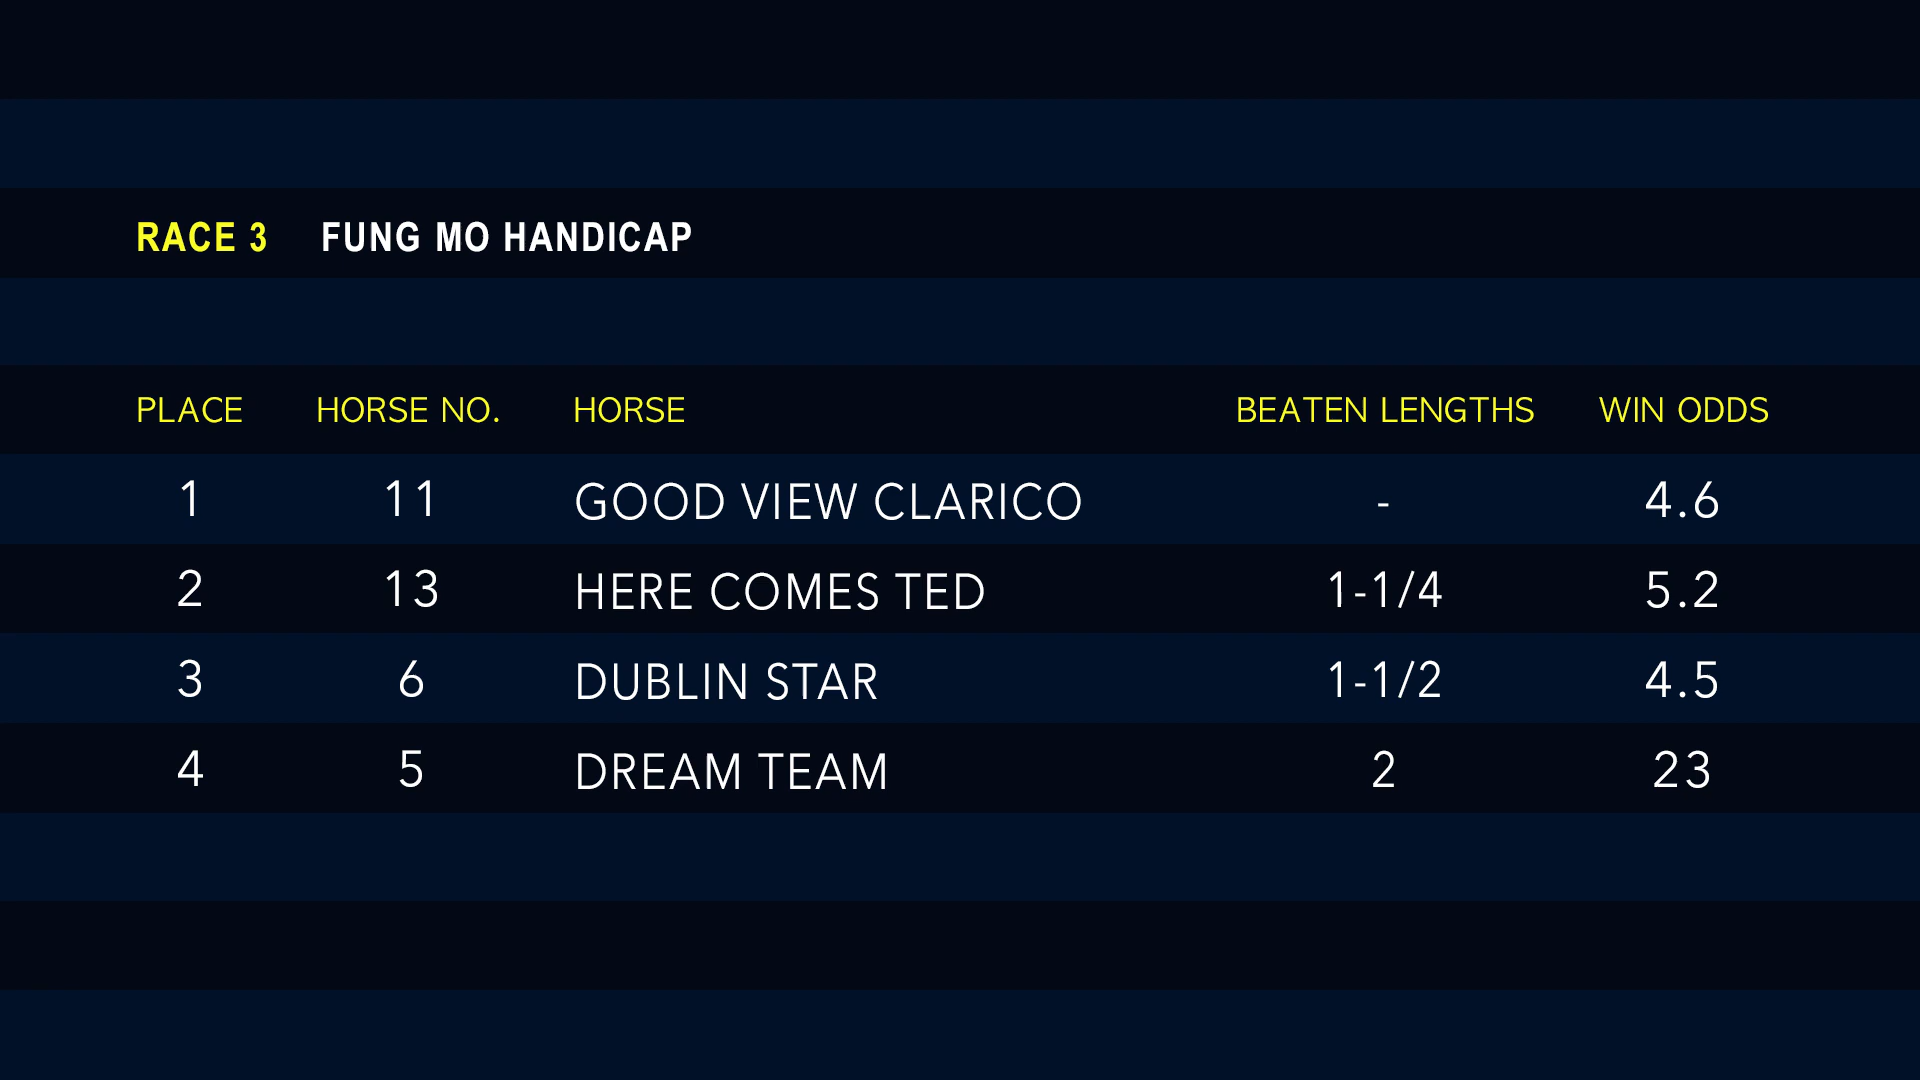 RACE 3 FUNG MO HANDICAP
PLACE HORSE NO. HORSE BEATEN LENGTHS WIN ODDS
1 11 GOOD VIEW CLARICO - 4.6
2 13 HERE COMES TED 1-1/4 5.2
3 6 DUBLIN STAR 1-1/2 4.5
4 5 DREAM TEAM 2 23